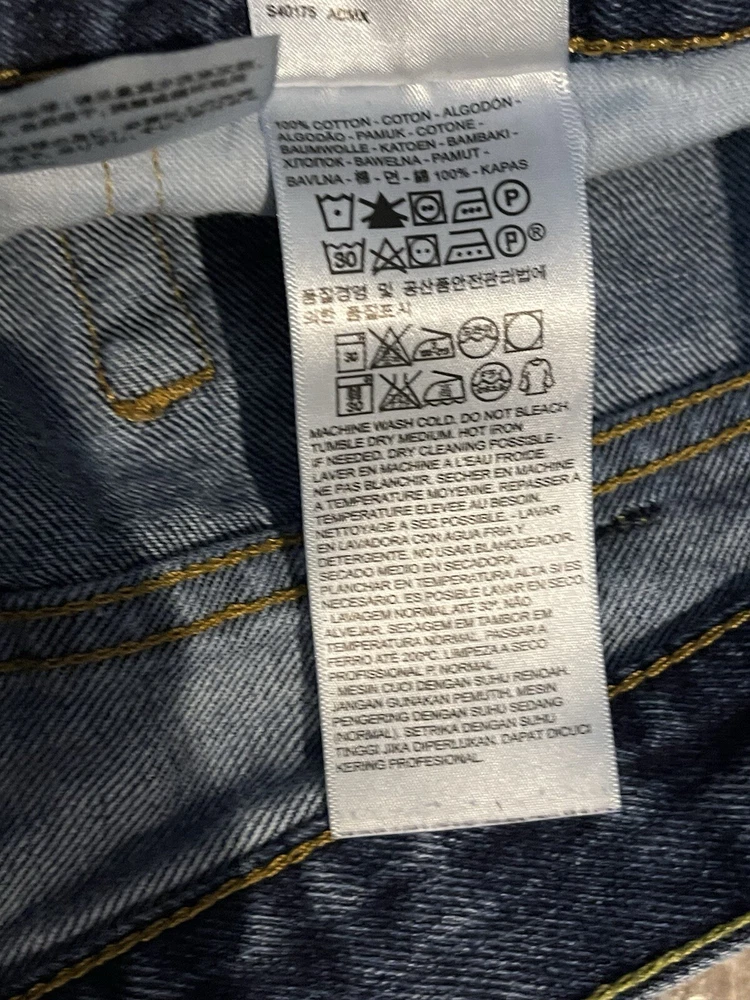 S40175 ACMX
100% COTTON - COTON - ALGODÓN -
ALGODÃO - PAMUK - COTONE -
BAUMWOLLE - KATOEN - BAMBAKI -
ХЛОПОК - BAWEŁNA - PAMUT -
BAVLNA - 棉 - 면 - 綿 100% - KAPAS
P
30 P®
품질경영 및 공산품안전관리법에
의한 품질표시
30
30
MACHINE WASH COLD. DO NOT BLEACH.
TUMBLE DRY MEDIUM. HOT IRON
IF NEEDED. DRY CLEANING POSSIBLE -
LAVER EN MACHINE A L'EAU FROIDE.
NE PAS BLANCHIR. SECHER EN MACHINE
A TEMPERATURE MOYENNE. REPASSER A
TEMPERATURE ELEVEE AU BESOIN.
NETTOYAGE A SEC POSSIBLE. - LAVAR
EN LAVADORA CON AGUA FRIA Y
DETERGENTE. NO USAR BLANQUEADOR.
SECADO MEDIO EN SECADORA.
PLANCHAR EN TEMPERATURA ALTA SI ES
NECESARIO. ES POSIBLE LAVAR EN SECO.
- LAVAGEM NORMAL ATÉ 30º. NÃO
ALVEJAR. SECAGEM EM TAMBOR EM
TEMPERATURA NORMAL. PASSAR A
FERRO ATÉ 200ºC. LIMPEZA A SECO
PROFISSIONAL P. NORMAL.
- MESIN CUCI DENGAN SUHU RENDAH.
JANGAN GUNAKAN PEMUTIH. MESIN
PENGERING DENGAN SUHU SEDANG
(NORMAL). SETRIKA DENGAN SUHU
TINGGI JIKA DIPERLUKAN. DAPAT DICUCI
KERING PROFESIONAL.